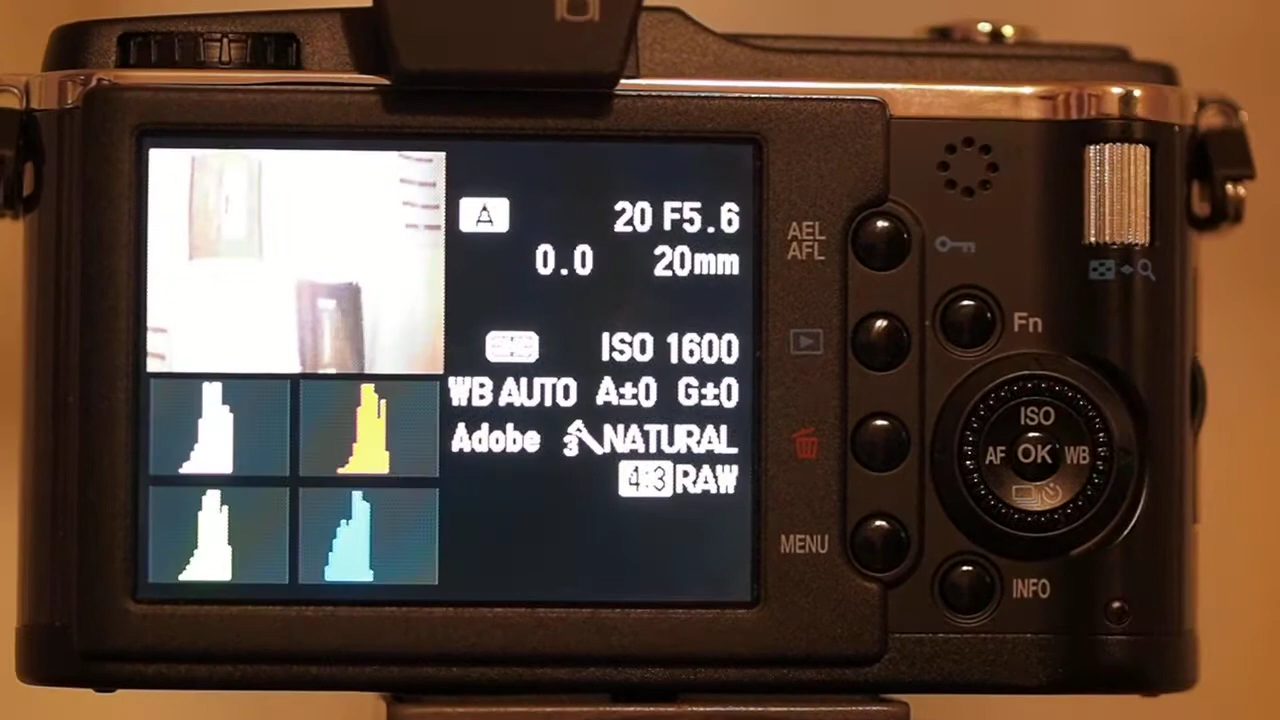 A 20 F5.6
0.0 20mm
ISO 1600
WB AUTO A±0 G±0
Adobe 3 NATURAL
4:3 RAW
AEL
AFL
Fn
ISO
AF OK WB
MENU
INFO